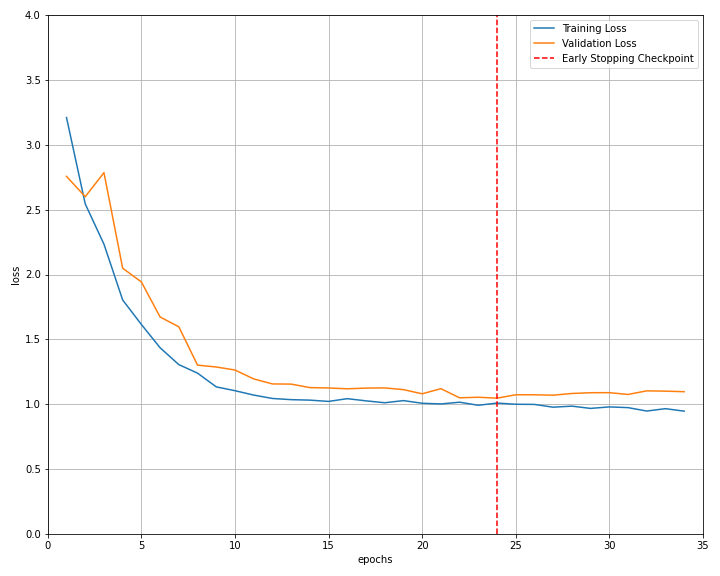 4.0
3.5
3.0
2.5
2.0
1.5
1.0
0.5
0.0
loss
Training Loss
Validation Loss
Early Stopping Checkpoint
0 5 10 15 20 25 30 35
epochs